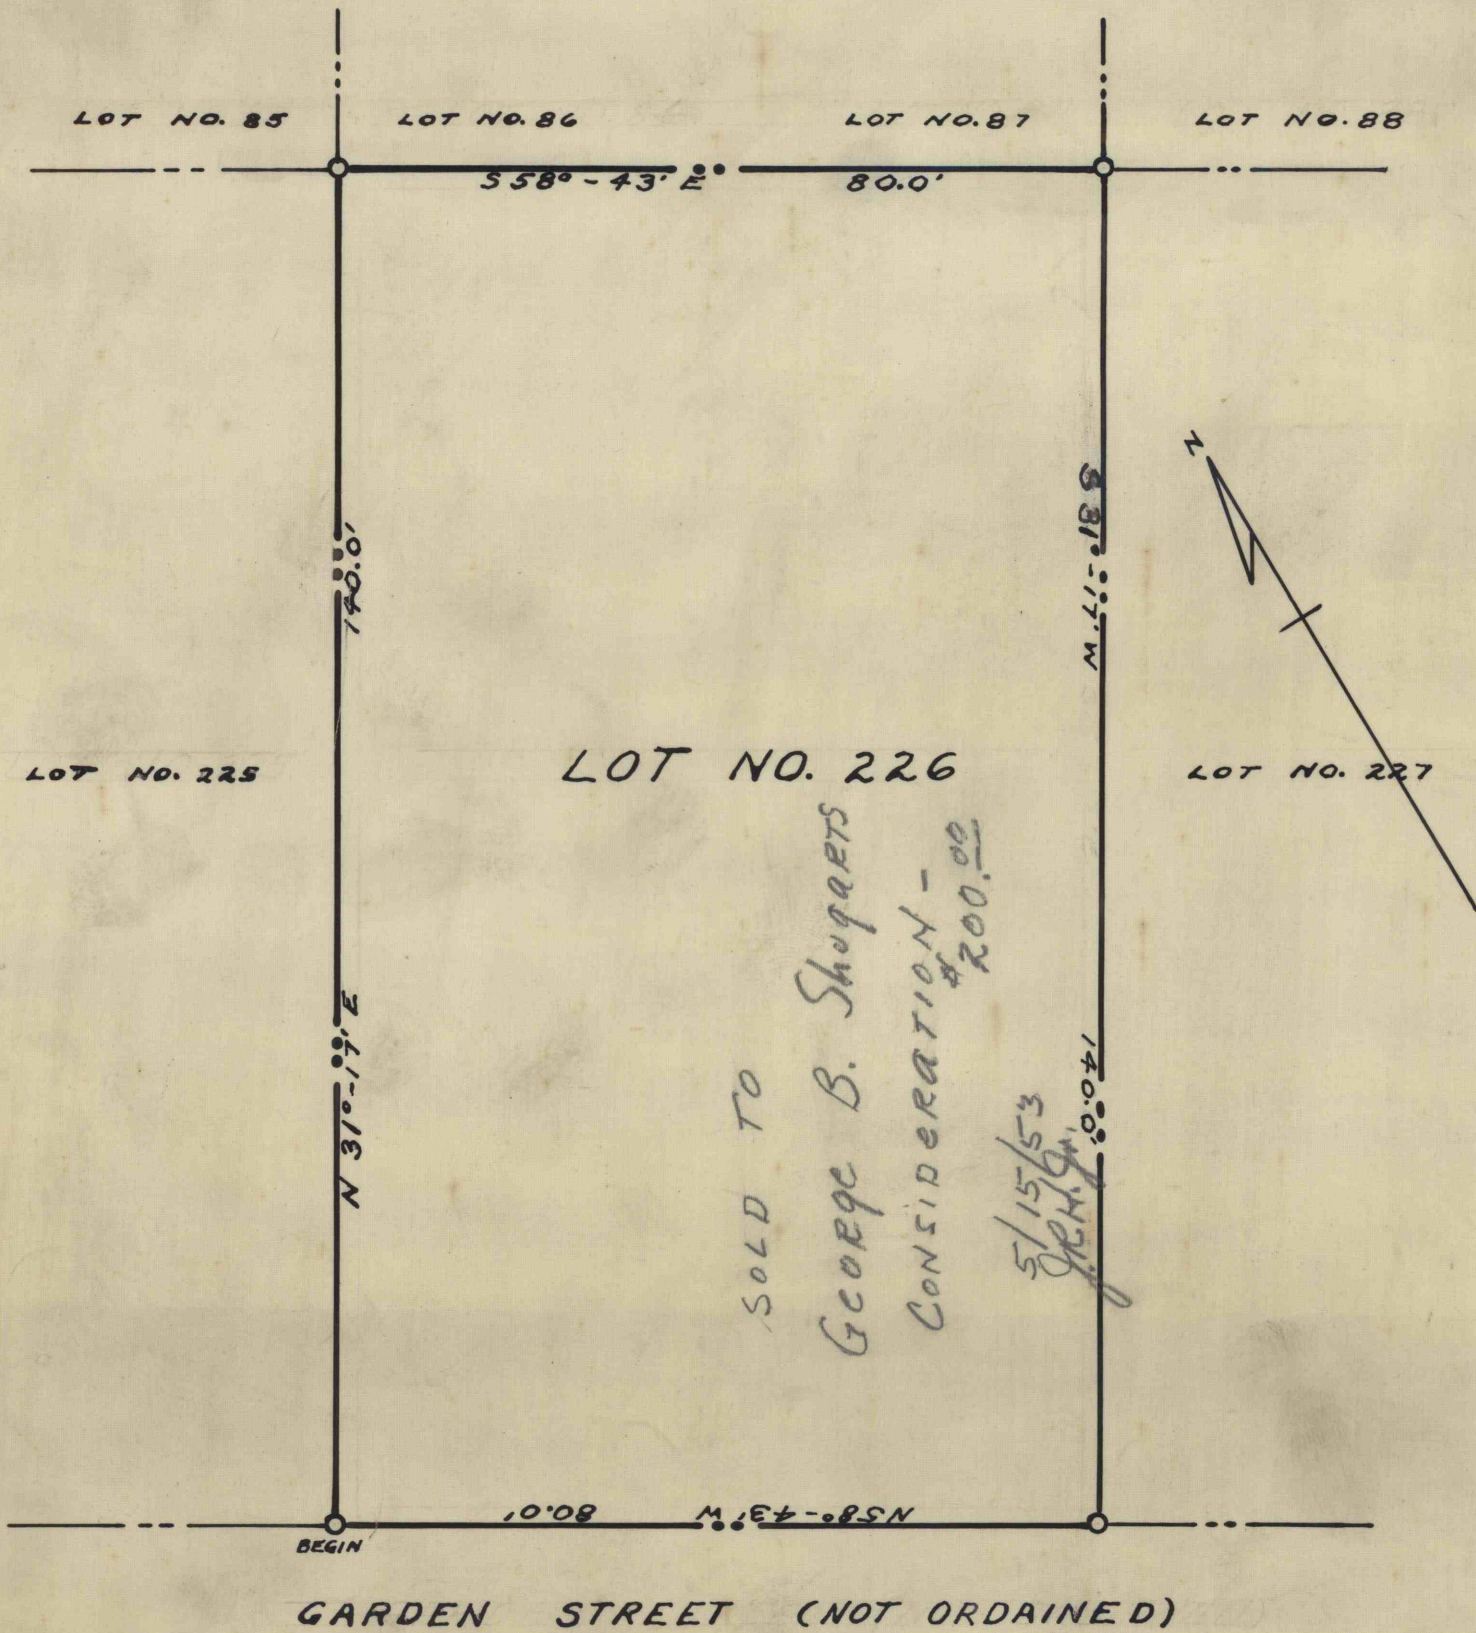 LOT NO. 85
LOT NO. 86
LOT NO. 87
LOT NO. 88
S 58° - 43' E
80.0'
140.0'
N 31° - 17' E
S 31° - 17' W
140.0'
N
LOT NO. 225
LOT NO. 226
LOT NO. 227
SOLD TO
George B. Shugarts
CONSIDERATION -
$200.00
5/15/53
J.R.H. Jr.
N 58° - 43' W
80.0'
BEGIN
GARDEN STREET (NOT ORDAINED)